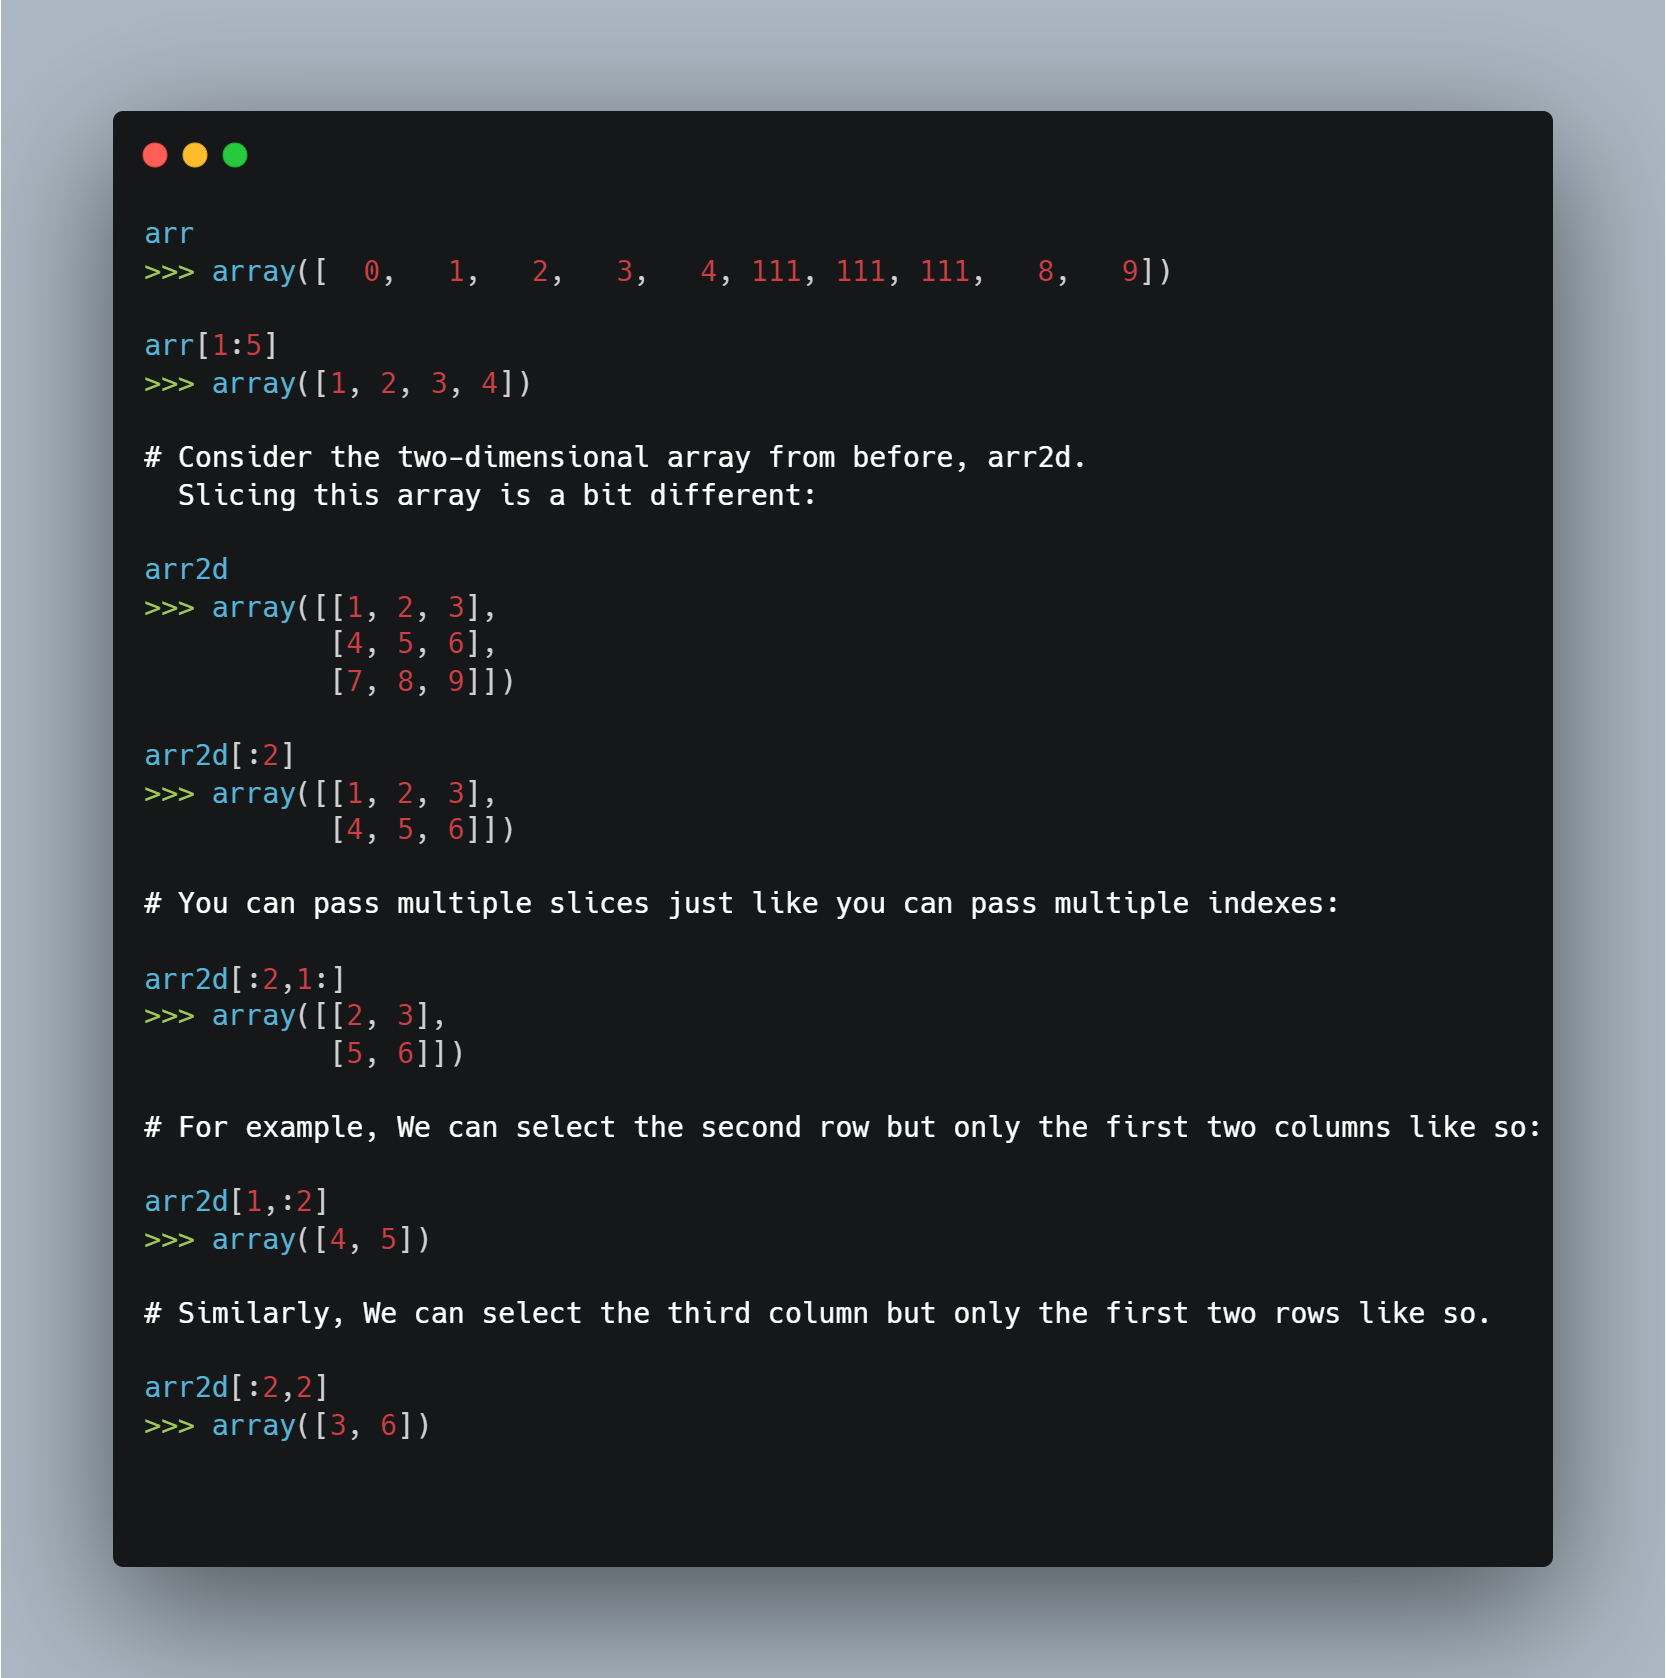 arr
>>> array([  0,   1,   2,   3,   4, 111, 111, 111,   8,   9])
arr[1:5]
>>> array([1, 2, 3, 4])
# Consider the two-dimensional array from before, arr2d.
  Slicing this array is a bit different:
arr2d
>>> array([[1, 2, 3],
           [4, 5, 6],
           [7, 8, 9]])
arr2d[:2]
>>> array([[1, 2, 3],
           [4, 5, 6]])
# You can pass multiple slices just like you can pass multiple indexes:
arr2d[:2,1:]
>>> array([[2, 3],
           [5, 6]])
# For example, We can select the second row but only the first two columns like so:
arr2d[1,:2]
>>> array([4, 5])
# Similarly, We can select the third column but only the first two rows like so.
arr2d[:2,2]
>>> array([3, 6])